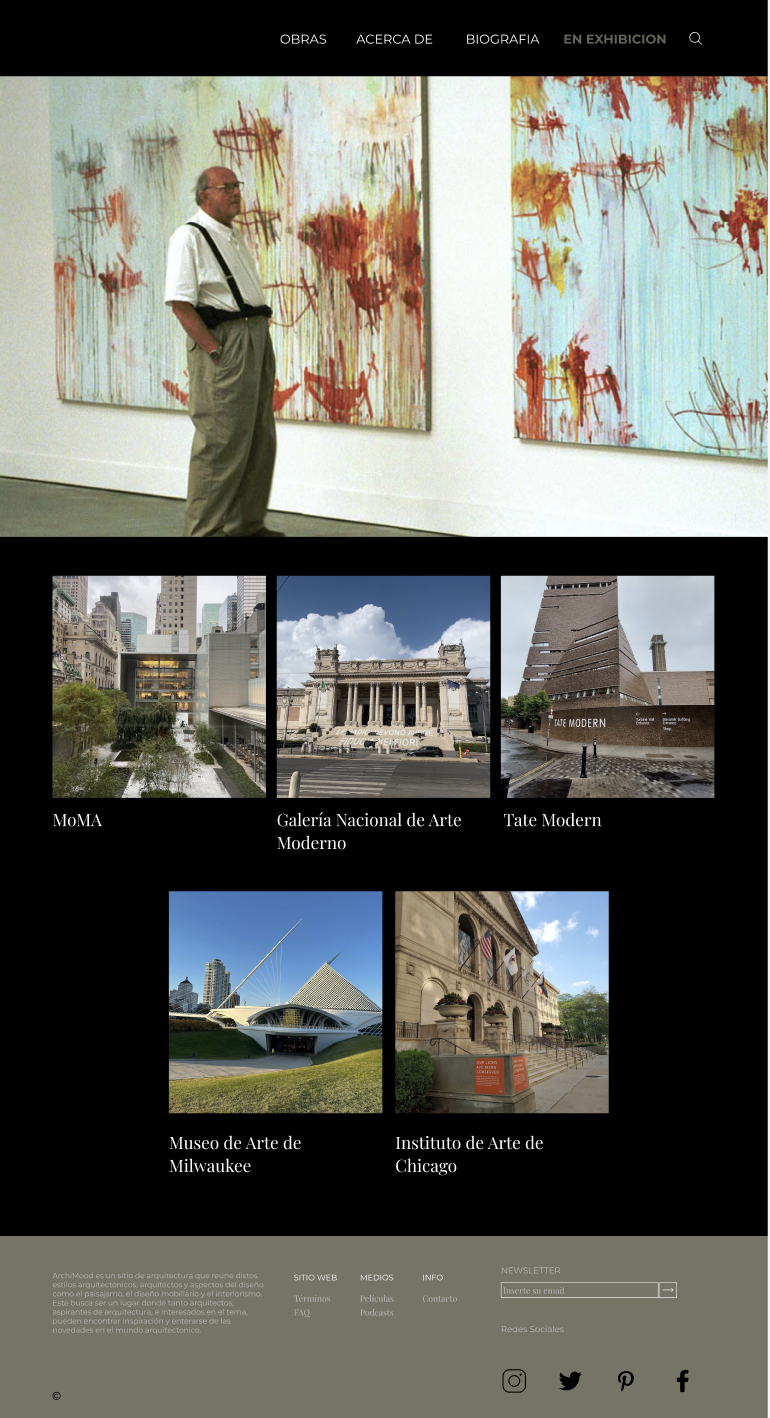 OBRAS ACERCA DE BIOGRAFIA EN EXHIBICION
TATE MODERN
MoMA
Galería Nacional de Arte
Moderno
Tate Modern
Museo de Arte de
Milwaukee
Instituto de Arte de
Chicago
ArchiMood es un sitio de arquitectura que reúne distos
estilos arquitectónicos, arquitectos y aspectos del diseño
como el paisajismo, el diseño mobiliario y el interiorismo.
Este busca ser un lugar donde tanto arquitectos,
aspirantes de arquitectura, e interesados en el tema,
pueden encontrar inspiración y enterarse de las
novedades en el mundo arquitectonico.
©
SITIO WEB
Términos
FAQ
MEDIOS
Películas
Podcasts
INFO
Contacto
NEWSLETTER
Inserte su email
Redes Sociales